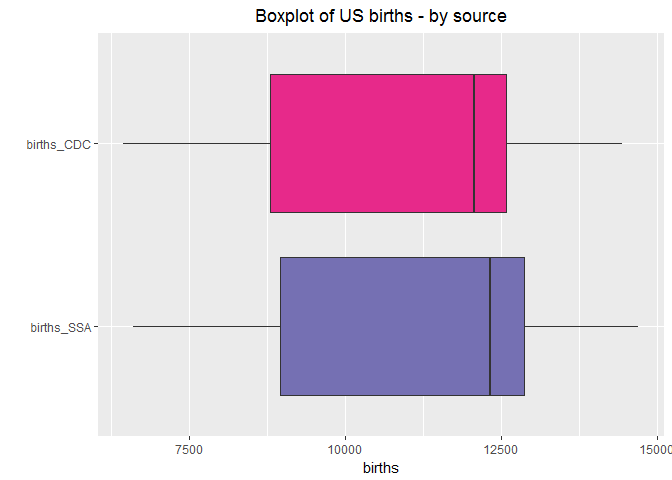 Boxplot of US births - by source
births_CDC
births_SSA
7500 10000 12500 15000
births